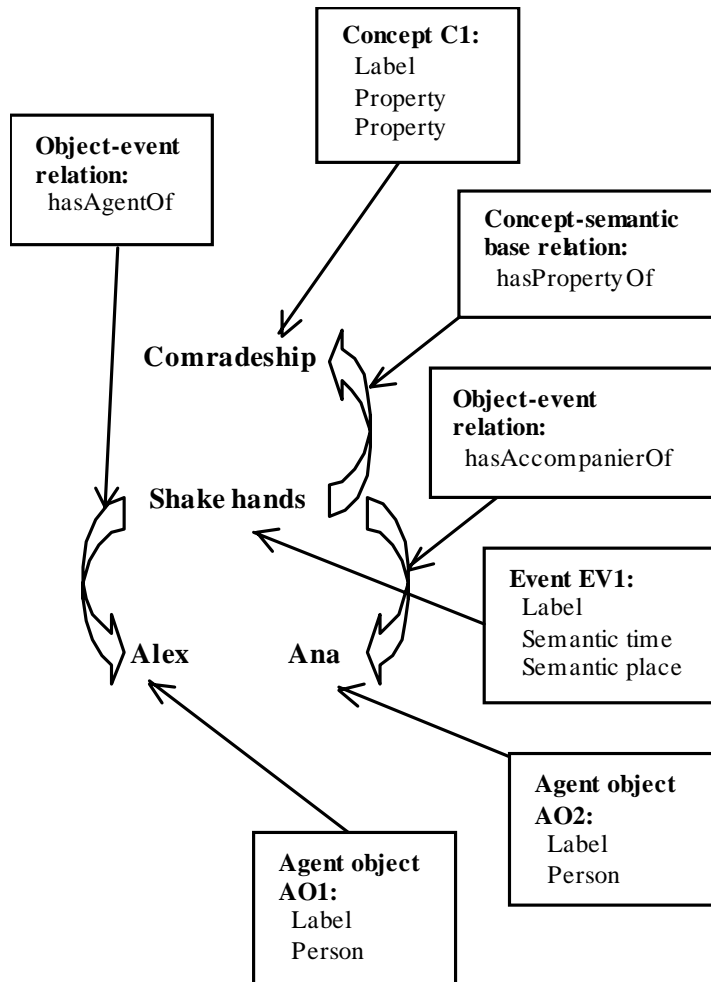 Concept C1:
Label
Property
Property
Object-event
relation:
hasAgentOf
Concept-semantic
base relation:
hasPropertyOf
Comradeship
Object-event
relation:
hasAccompanierOf
Shake hands
Event EV1:
Label
Semantic time
Semantic place
Alex
Ana
Agent object
AO2:
Label
Person
Agent object
AO1:
Label
Person